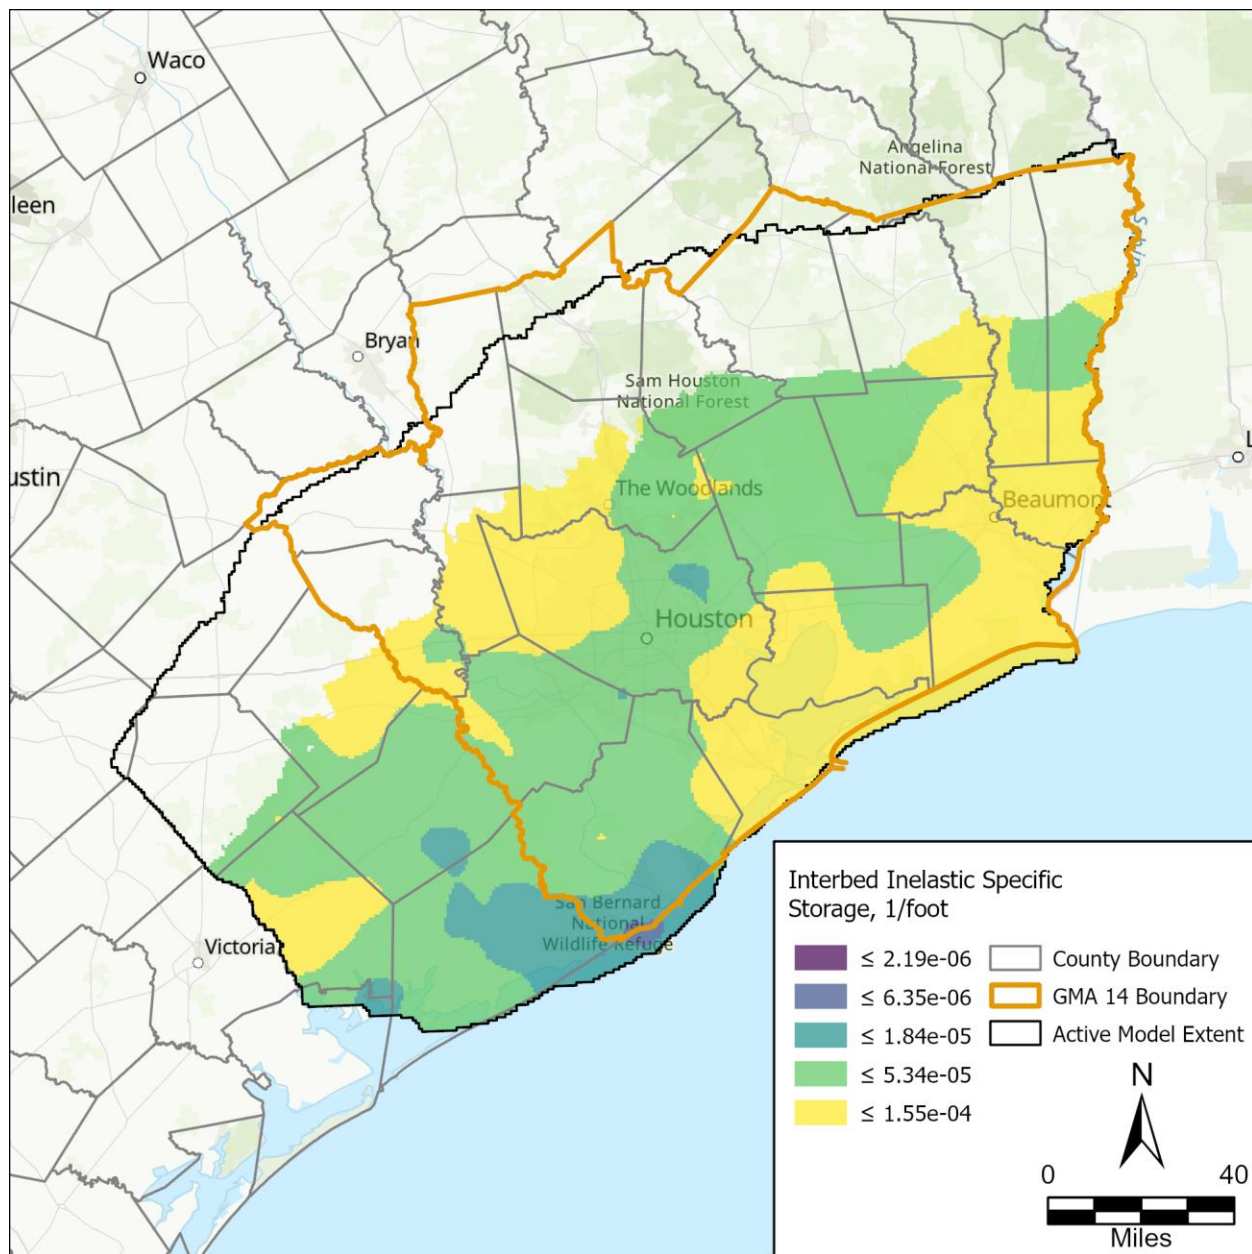 Waco
Angelina
National Forest
leen
Bryan
Sam Houston
National Forest
ustin
L
The Woodlands
Beaumon
Houston
San Bernard
National
Wildlife Refuge
Victoria
Interbed Inelastic Specific
Storage, 1/foot
≤ 2.19e-06
≤ 6.35e-06
≤ 1.84e-05
≤ 5.34e-05
≤ 1.55e-04
County Boundary
GMA 14 Boundary
Active Model Extent
N
0 40
Miles